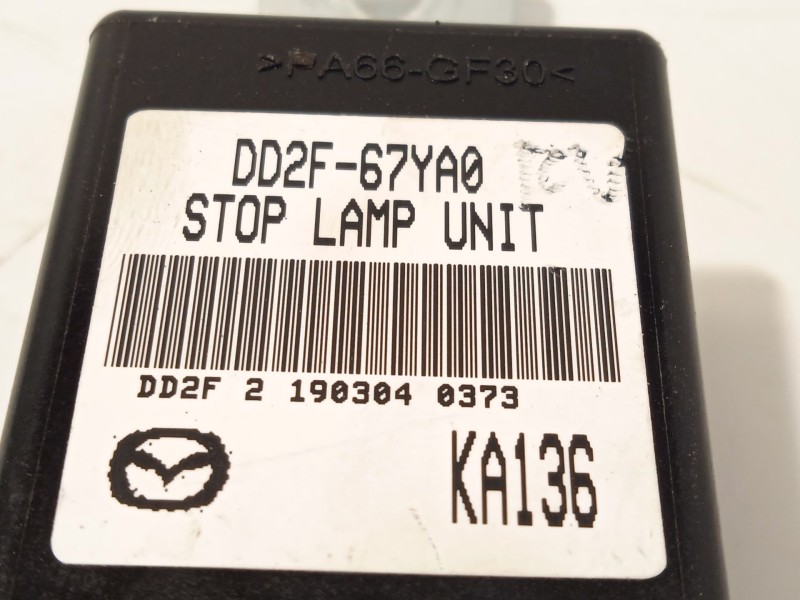 >PA66-GF30<
DD2F-67YA0
STOP LAMP UNIT
DD2F 2 190304 0373
KA136